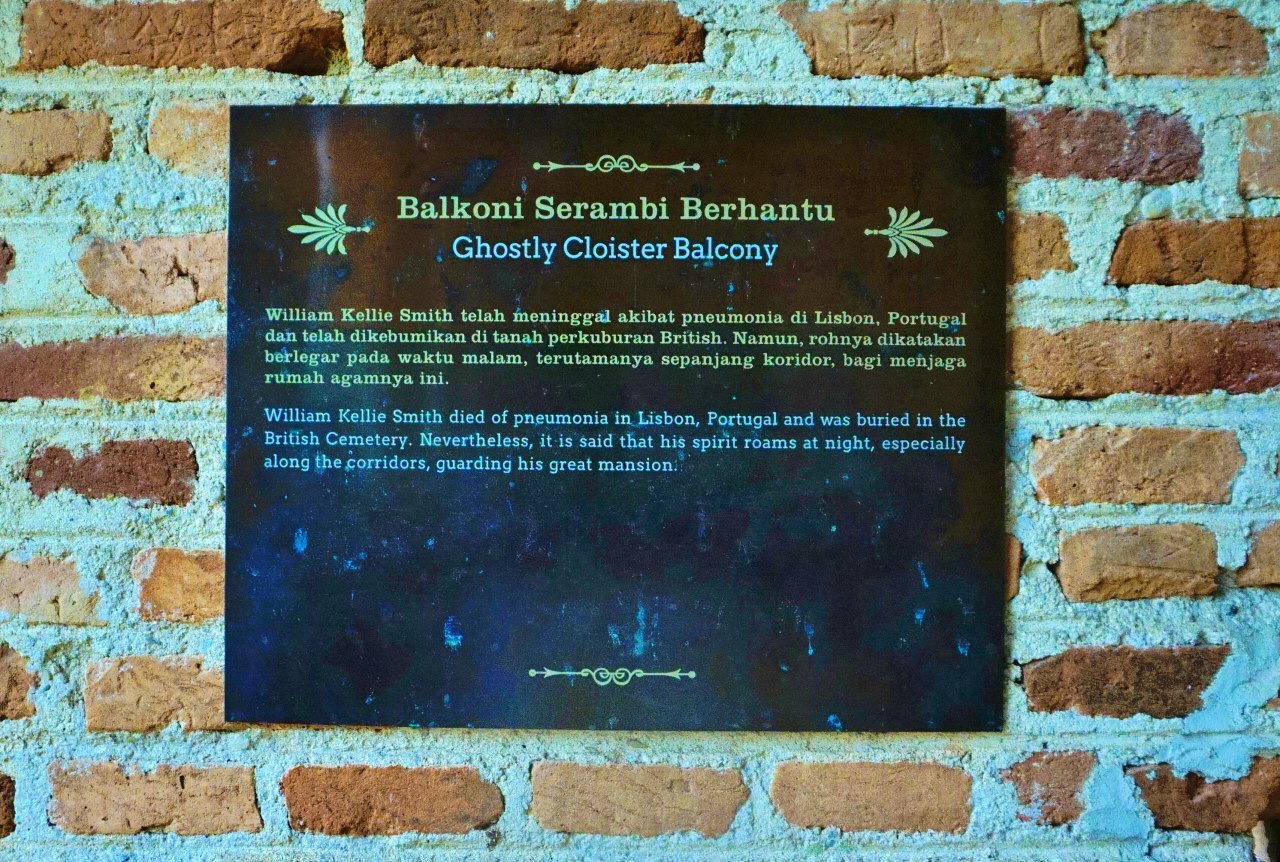 Balkoni Serambi Berhantu
Ghostly Cloister Balcony
William Kellie Smith telah meninggal akibat pneumonia di Lisbon, Portugal
dan telah dikebumikan di tanah perkuburan British. Namun, rohnya dikatakan
berlegar pada waktu malam, terutamanya sepanjang koridor, bagi menjaga
rumah agamnya ini.
William Kellie Smith died of pneumonia in Lisbon, Portugal and was buried in the
British Cemetery. Nevertheless, it is said that his spirit roams at night, especially
along the corridors, guarding his great mansion.